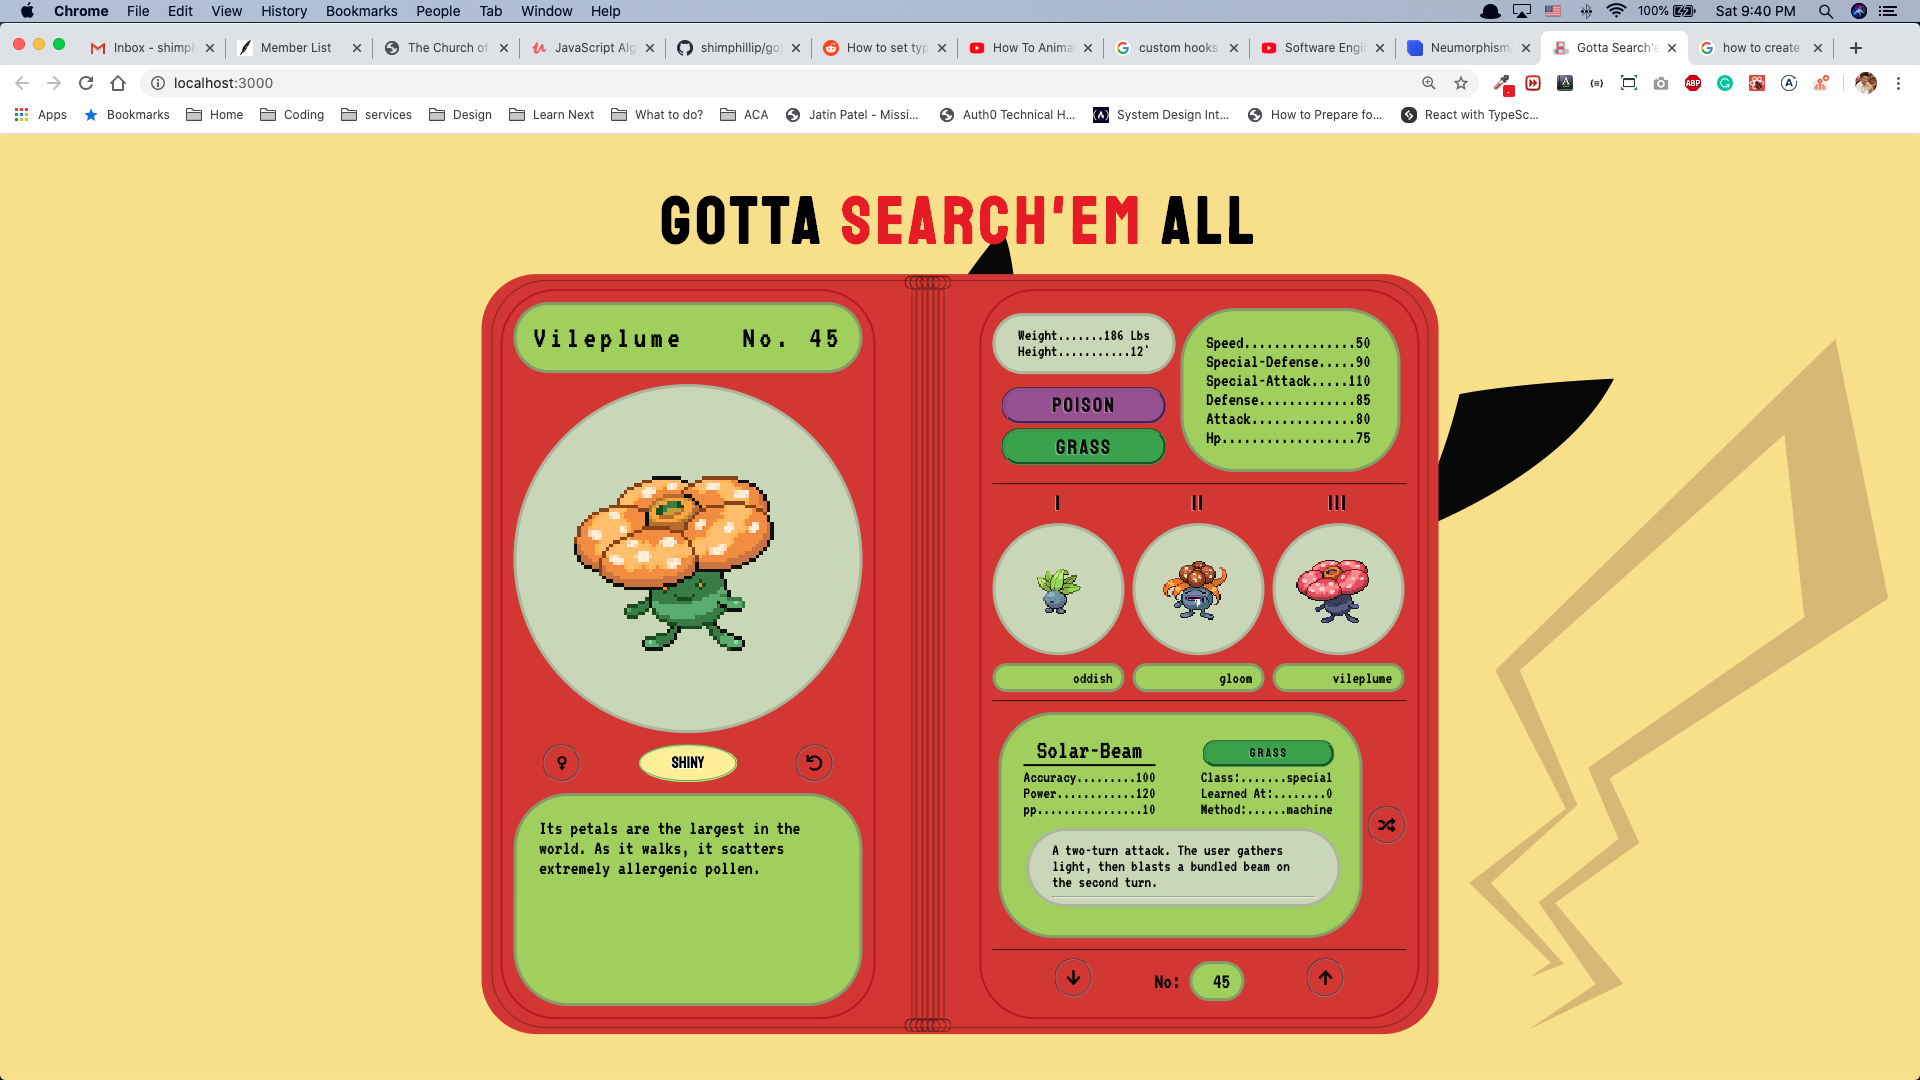 Chrome File Edit View History Bookmarks People Tab Window Help 100% Sat 9:40 PM
Inbox - shimph Member List The Church of JavaScript Alg shimphillip/go How to set typ How To Anima custom hooks Software Engi Neumorphism/ Gotta Search'e how to create
localhost:3000
Apps Bookmarks Home Coding services Design Learn Next What to do? ACA Jatin Patel - Missi... Auth0 Technical H... System Design Int... How to Prepare fo... React with TypeSc...
GOTTA SEARCH'EM ALL
Vileplume No. 45
SHINY
Its petals are the largest in the
world. As it walks, it scatters
extremely allergenic pollen.
Weight.......186 Lbs
Height...........12'
POISON
GRASS
Speed...............50
Special-Defense.....90
Special-Attack.....110
Defense.............85
Attack..............80
Hp..................75
I II III
oddish gloom vileplume
Solar-Beam GRASS
Accuracy.........100 Class:.......special
Power............120 Learned At:........0
pp................10 Method:......machine
A two-turn attack. The user gathers
light, then blasts a bundled beam on
the second turn.
No: 45